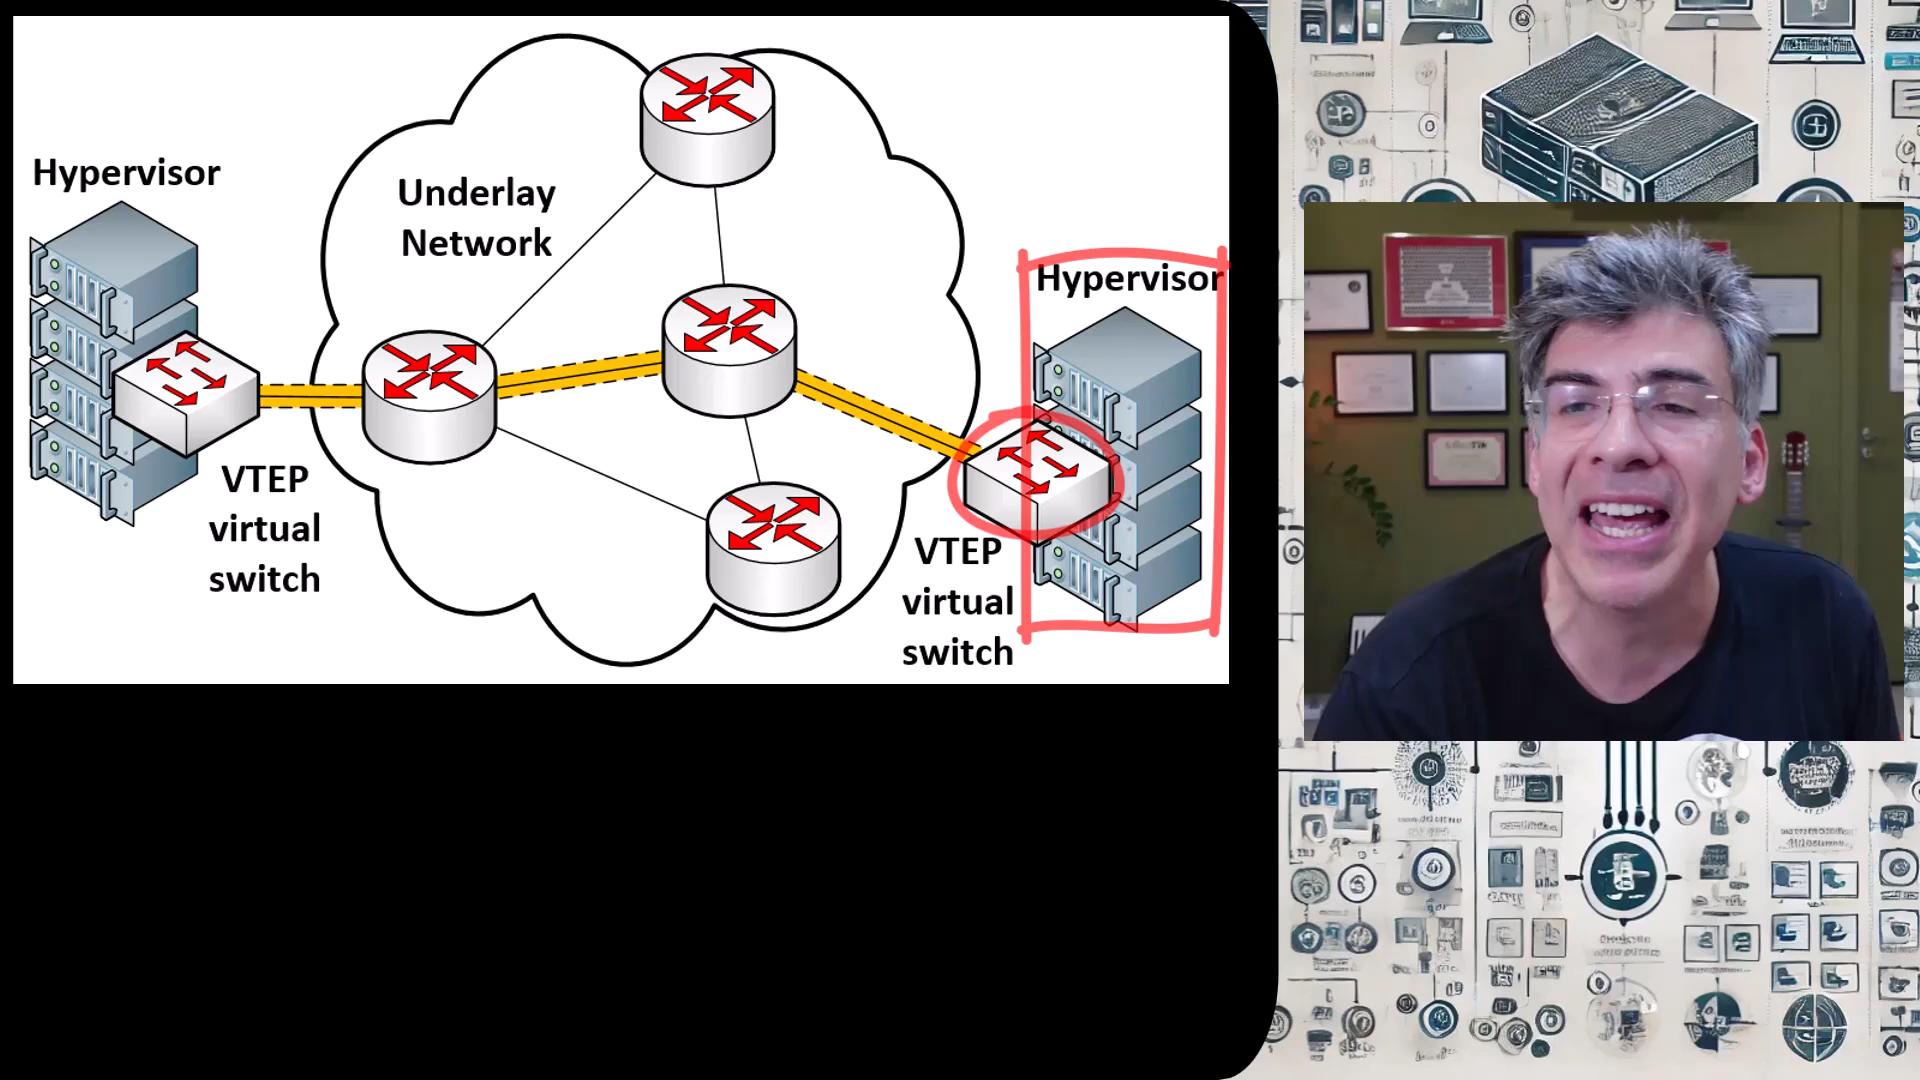 Hypervisor
Underlay
Network
VTEP
virtual
switch
Hypervisor
VTEP
virtual
switch